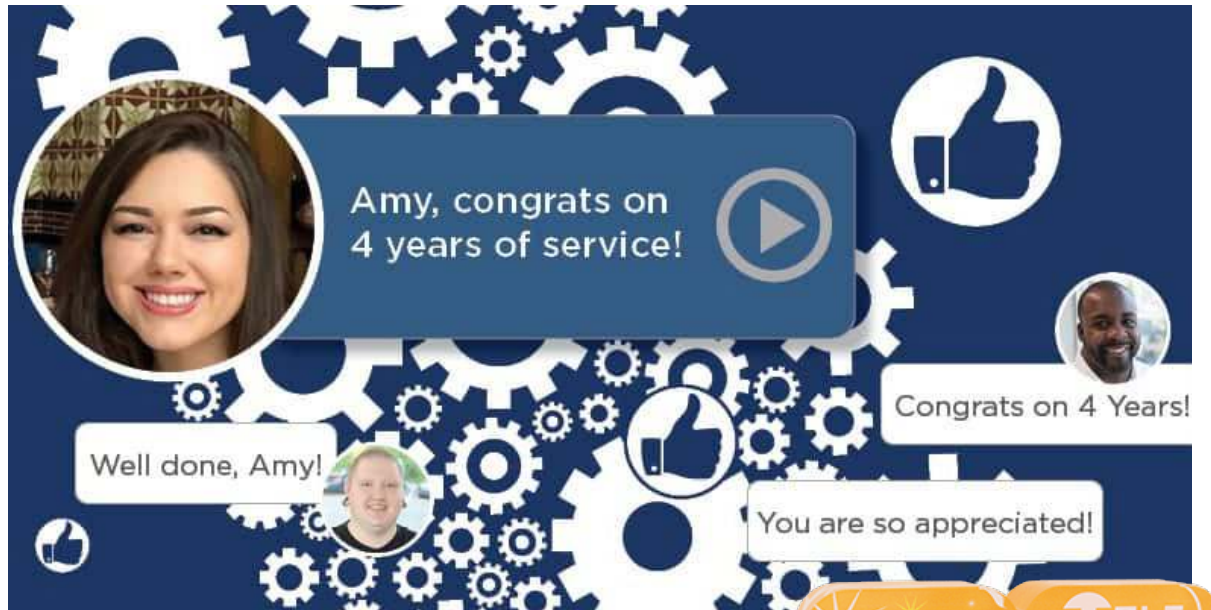 Amy, congrats on
4 years of service!
Congrats on 4 Years!
Well done, Amy!
You are so appreciated!